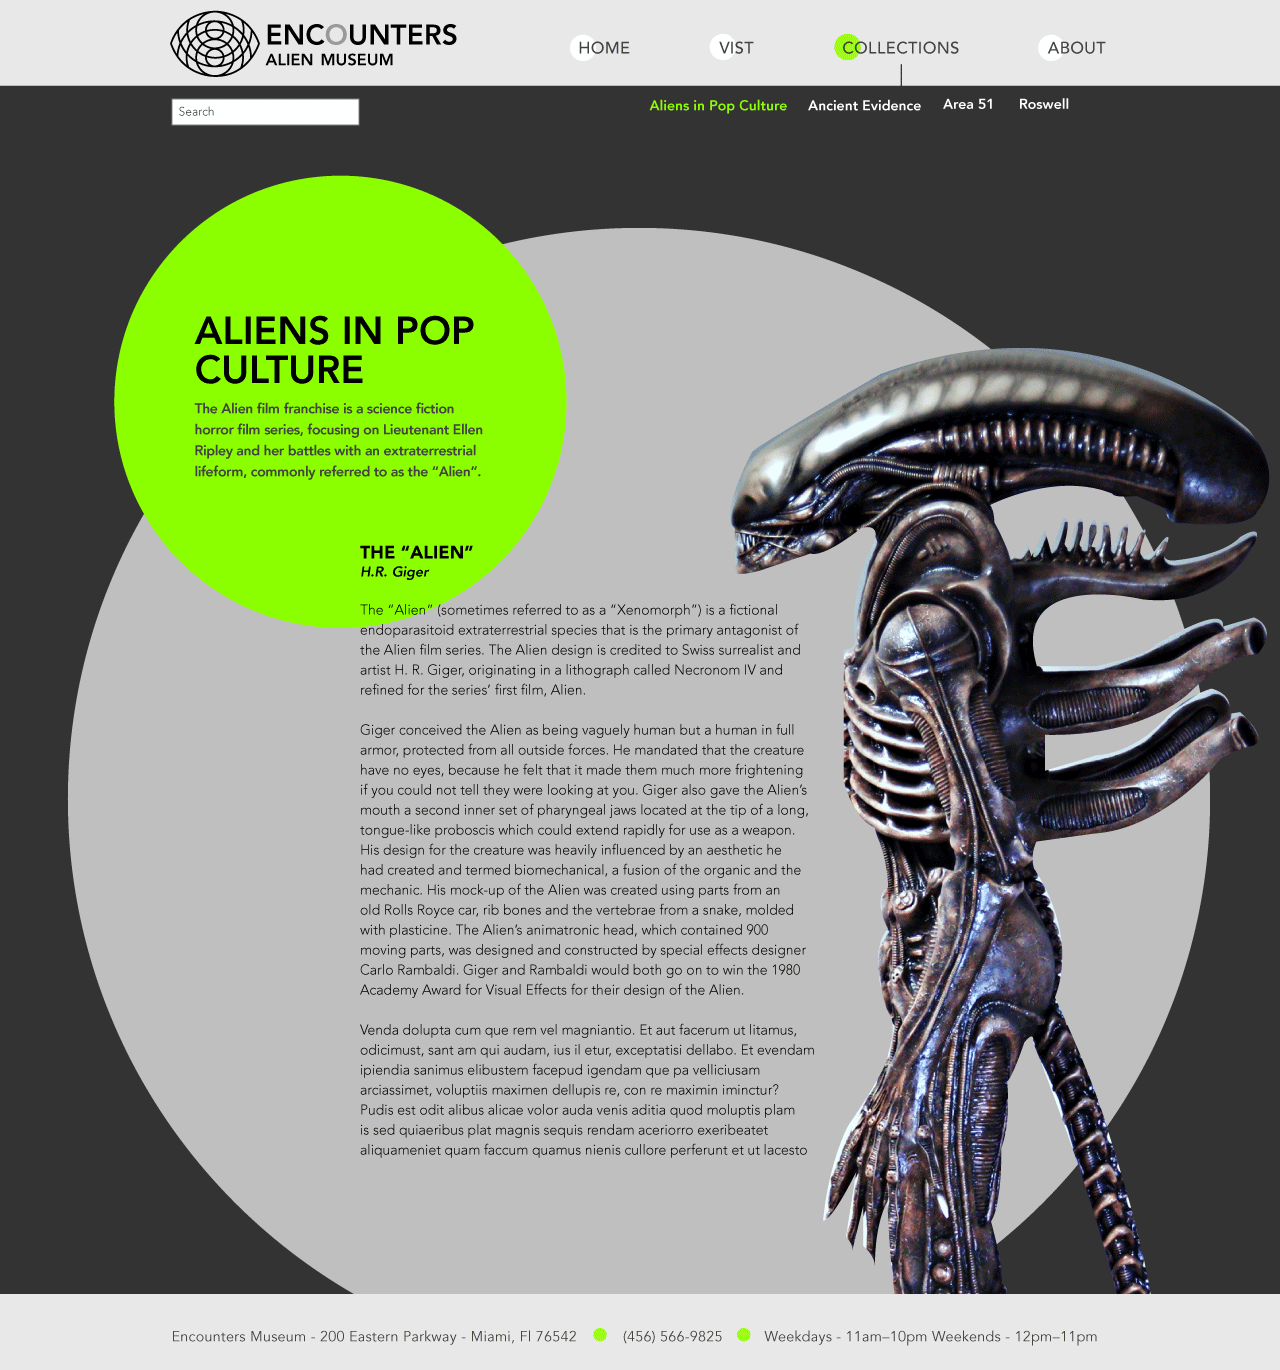 ENCOUNTERS
ALIEN MUSEUM
HOME
VIST
COLLECTIONS
ABOUT
Search
Aliens in Pop Culture
Ancient Evidence
Area 51
Roswell
ALIENS IN POP
CULTURE
The Alien film franchise is a science fiction
horror film series, focusing on Lieutenant Ellen
Ripley and her battles with an extraterrestrial
lifeform, commonly referred to as the “Alien”.
THE “ALIEN”
H.R. Giger
The “Alien” (sometimes referred to as a “Xenomorph”) is a fictional
endoparasitoid extraterrestrial species that is the primary antagonist of
the Alien film series. The Alien design is credited to Swiss surrealist and
artist H. R. Giger, originating in a lithograph called Necronom IV and
refined for the series’ first film, Alien.
Giger conceived the Alien as being vaguely human but a human in full
armor, protected from all outside forces. He mandated that the creature
have no eyes, because he felt that it made them much more frightening
if you could not tell they were looking at you. Giger also gave the Alien’s
mouth a second inner set of pharyngeal jaws located at the tip of a long,
tongue-like proboscis which could extend rapidly for use as a weapon.
His design for the creature was heavily influenced by an aesthetic he
had created and termed biomechanical, a fusion of the organic and the
mechanic. His mock-up of the Alien was created using parts from an
old Rolls Royce car, rib bones and the vertebrae from a snake, molded
with plasticine. The Alien’s animatronic head, which contained 900
moving parts, was designed and constructed by special effects designer
Carlo Rambaldi. Giger and Rambaldi would both go on to win the 1980
Academy Award for Visual Effects for their design of the Alien.
Venda dolupta cum que rem vel magniantio. Et aut facerum ut litamus,
odicimust, sant am qui audam, ius il etur, exceptatisi dellabo. Et evendam
ipiendia sanimus elibustem facepud igendam que pa velliciusam
arciassimet, voluptiis maximen dellupis re, con re maximin iminctur?
Pudis est odit alibus alicae volor auda venis aditia quod moluptis plam
is sed quiaeribus plat magnis sequis rendam aceriorro exeribeatet
aliquameniet quam faccum quamus nienis cullore perferunt et ut lacesto
Encounters Museum - 200 Eastern Parkway - Miami, Fl 76542
(456) 566-9825
Weekdays - 11am–10pm Weekends - 12pm–11pm